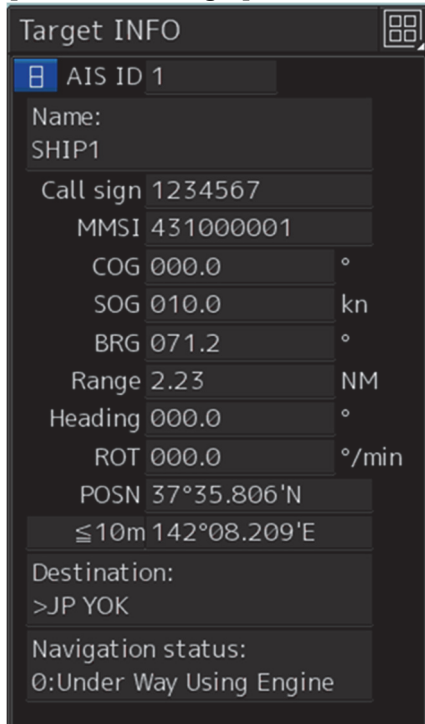 Target INFO
AIS ID 1
Name:
SHIP1
Call sign 1234567
MMSI 431000001
COG 000.0 °
SOG 010.0 kn
BRG 071.2 °
Range 2.23 NM
Heading 000.0 °
ROT 000.0 °/min
POSN 37°35.806'N
≦10m 142°08.209'E
Destination:
>JP YOK
Navigation status:
0:Under Way Using Engine